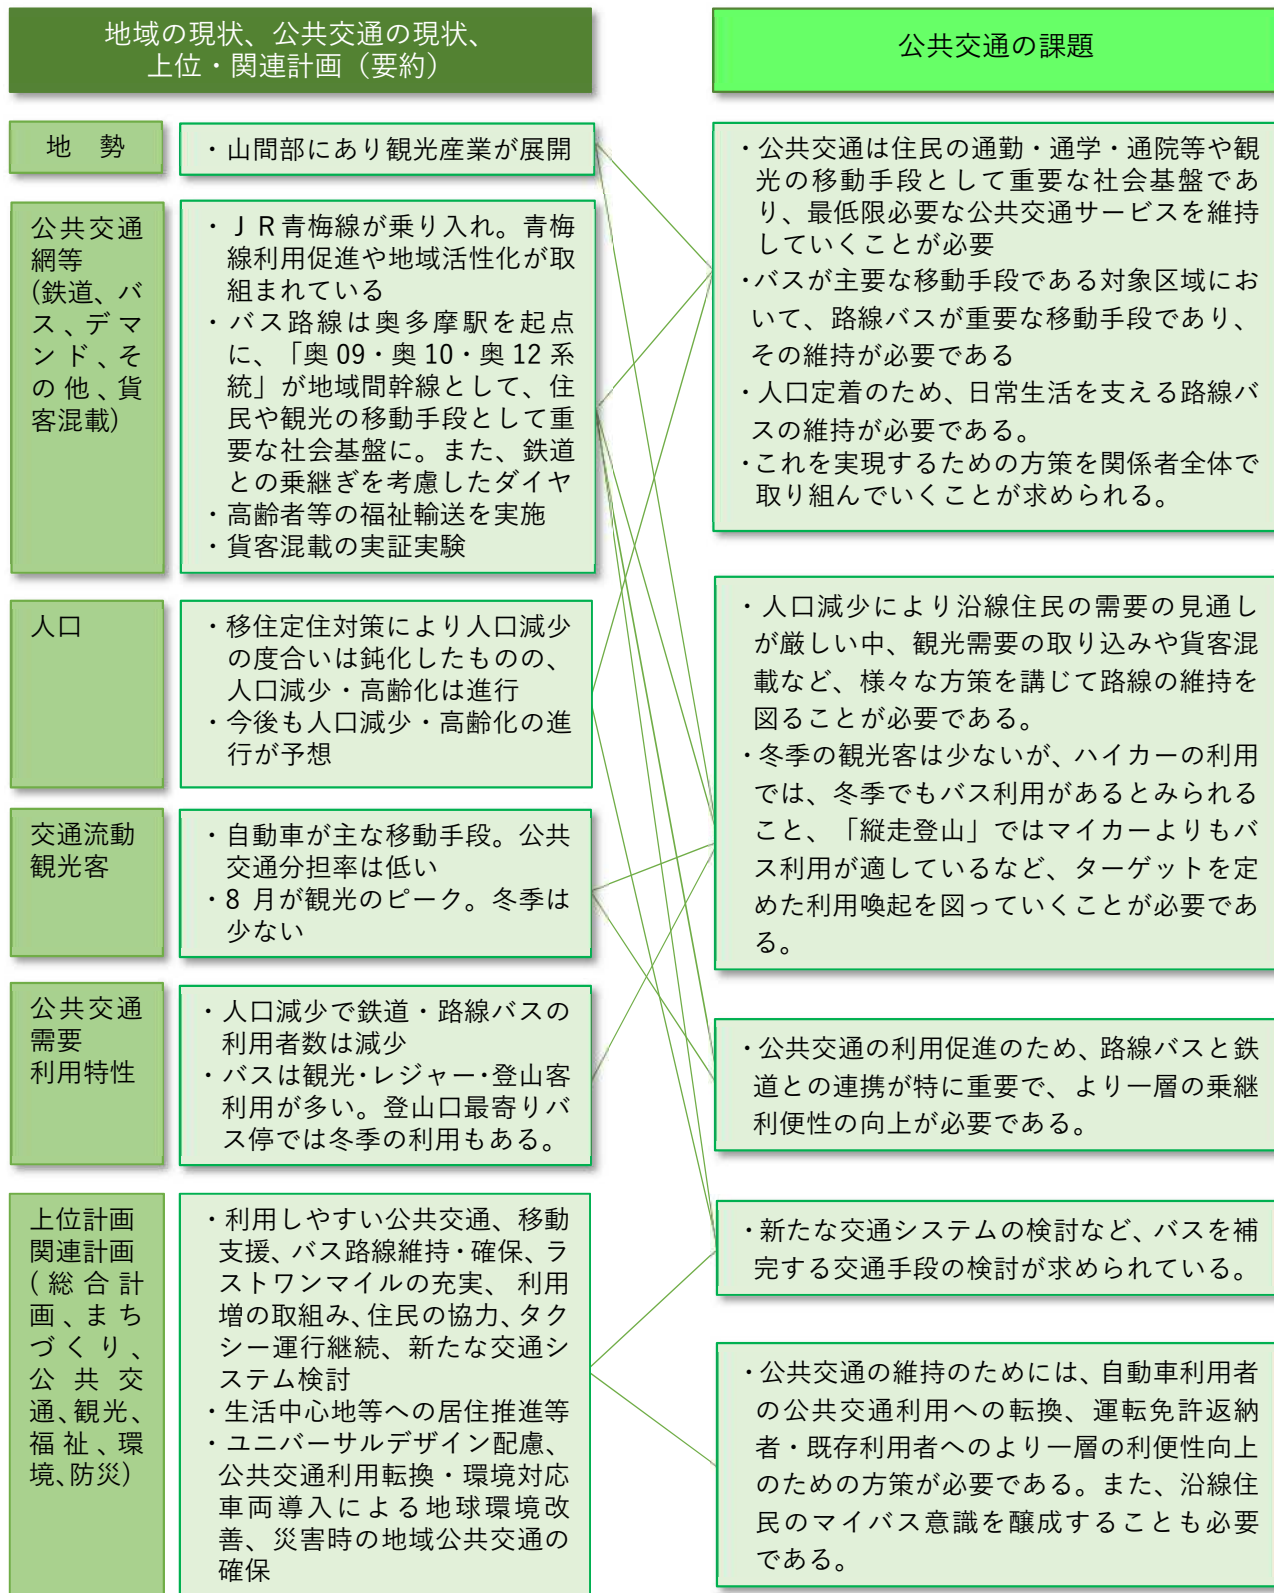 地域の現状、公共交通の現状、
上位・関連計画（要約）
地　勢
・山間部にあり観光産業が展開
公共交通
網等
(鉄道、バ
ス、デマ
ンド、そ
の他、貨
客混載)
・ＪＲ青梅線が乗り入れ。青梅
線利用促進や地域活性化が取
組まれている
・バス路線は奥多摩駅を起点
に、「奥 09・奥 10・奥 12 系
統」が地域間幹線として、住
民や観光の移動手段として重
要な社会基盤に。また、鉄道
との乗継ぎを考慮したダイヤ
・高齢者等の福祉輸送を実施
・貨客混載の実証実験
人口
・移住定住対策により人口減少
の度合いは鈍化したものの、
人口減少・高齢化は進行
・今後も人口減少・高齢化の進
行が予想
交通流動
観光客
・自動車が主な移動手段。公共
交通分担率は低い
・8 月が観光のピーク。冬季は
少ない
公共交通
需要
利用特性
・人口減少で鉄道・路線バスの
利用者数は減少
・バスは観光・レジャー・登山客
利用が多い。登山口最寄りバ
ス停では冬季の利用もある。
上位計画
関連計画
(総合計
画、まち
づくり、
公共交
通、観光、
福祉、環
境、防災)
・利用しやすい公共交通、移動
支援、バス路線維持・確保、ラ
ストワンマイルの充実、利用
増の取組み、住民の協力、タク
シー運行継続、新たな交通シ
ステム検討
・生活中心地等への居住推進等
・ユニバーサルデザイン配慮、
公共交通利用転換・環境対応
車両導入による地球環境改
善、災害時の地域公共交通の
確保
公共交通の課題
・公共交通は住民の通勤・通学・通院等や観
光の移動手段として重要な社会基盤であ
り、最低限必要な公共交通サービスを維持
していくことが必要
・バスが主要な移動手段である対象区域にお
いて、路線バスが重要な移動手段であり、
その維持が必要である
・人口定着のため、日常生活を支える路線バ
スの維持が必要である。
・これを実現するための方策を関係者全体で
取り組んでいくことが求められる。
・人口減少により沿線住民の需要の見通し
が厳しい中、観光需要の取り込みや貨客混
載など、様々な方策を講じて路線の維持を
図ることが必要である。
・冬季の観光客は少ないが、ハイカーの利用
では、冬季でもバス利用があるとみられる
こと、「縦走登山」ではマイカーよりもバ
ス利用が適しているなど、ターゲットを定
めた利用喚起を図っていくことが必要であ
る。
・公共交通の利用促進のため、路線バスと鉄
道との連携が特に重要で、より一層の乗継
利便性の向上が必要である。
・新たな交通システムの検討など、バスを補
完する交通手段の検討が求められている。
・公共交通の維持のためには、自動車利用者
の公共交通利用への転換、運転免許返納
者・既存利用者へのより一層の利便性向上
のための方策が必要である。また、沿線住
民のマイバス意識を醸成することも必要
である。